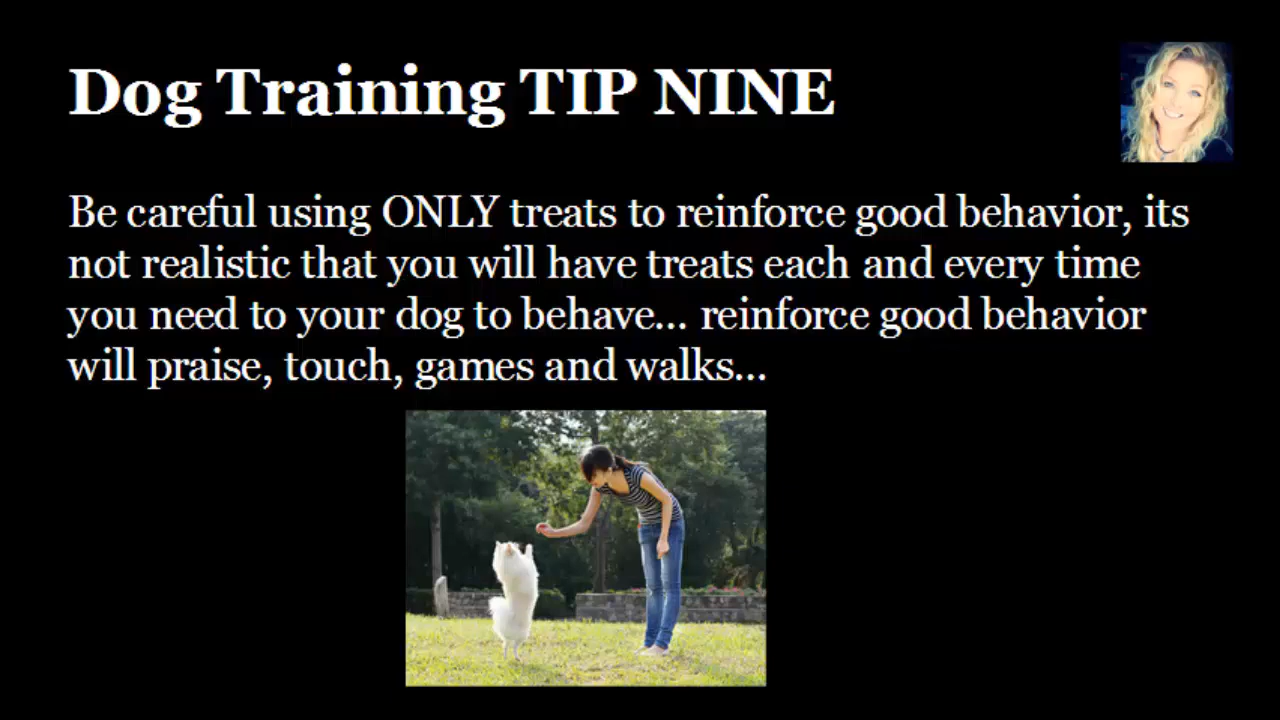 Dog Training TIP NINE
Be careful using ONLY treats to reinforce good behavior, its
not realistic that you will have treats each and every time
you need to your dog to behave... reinforce good behavior
will praise, touch, games and walks...